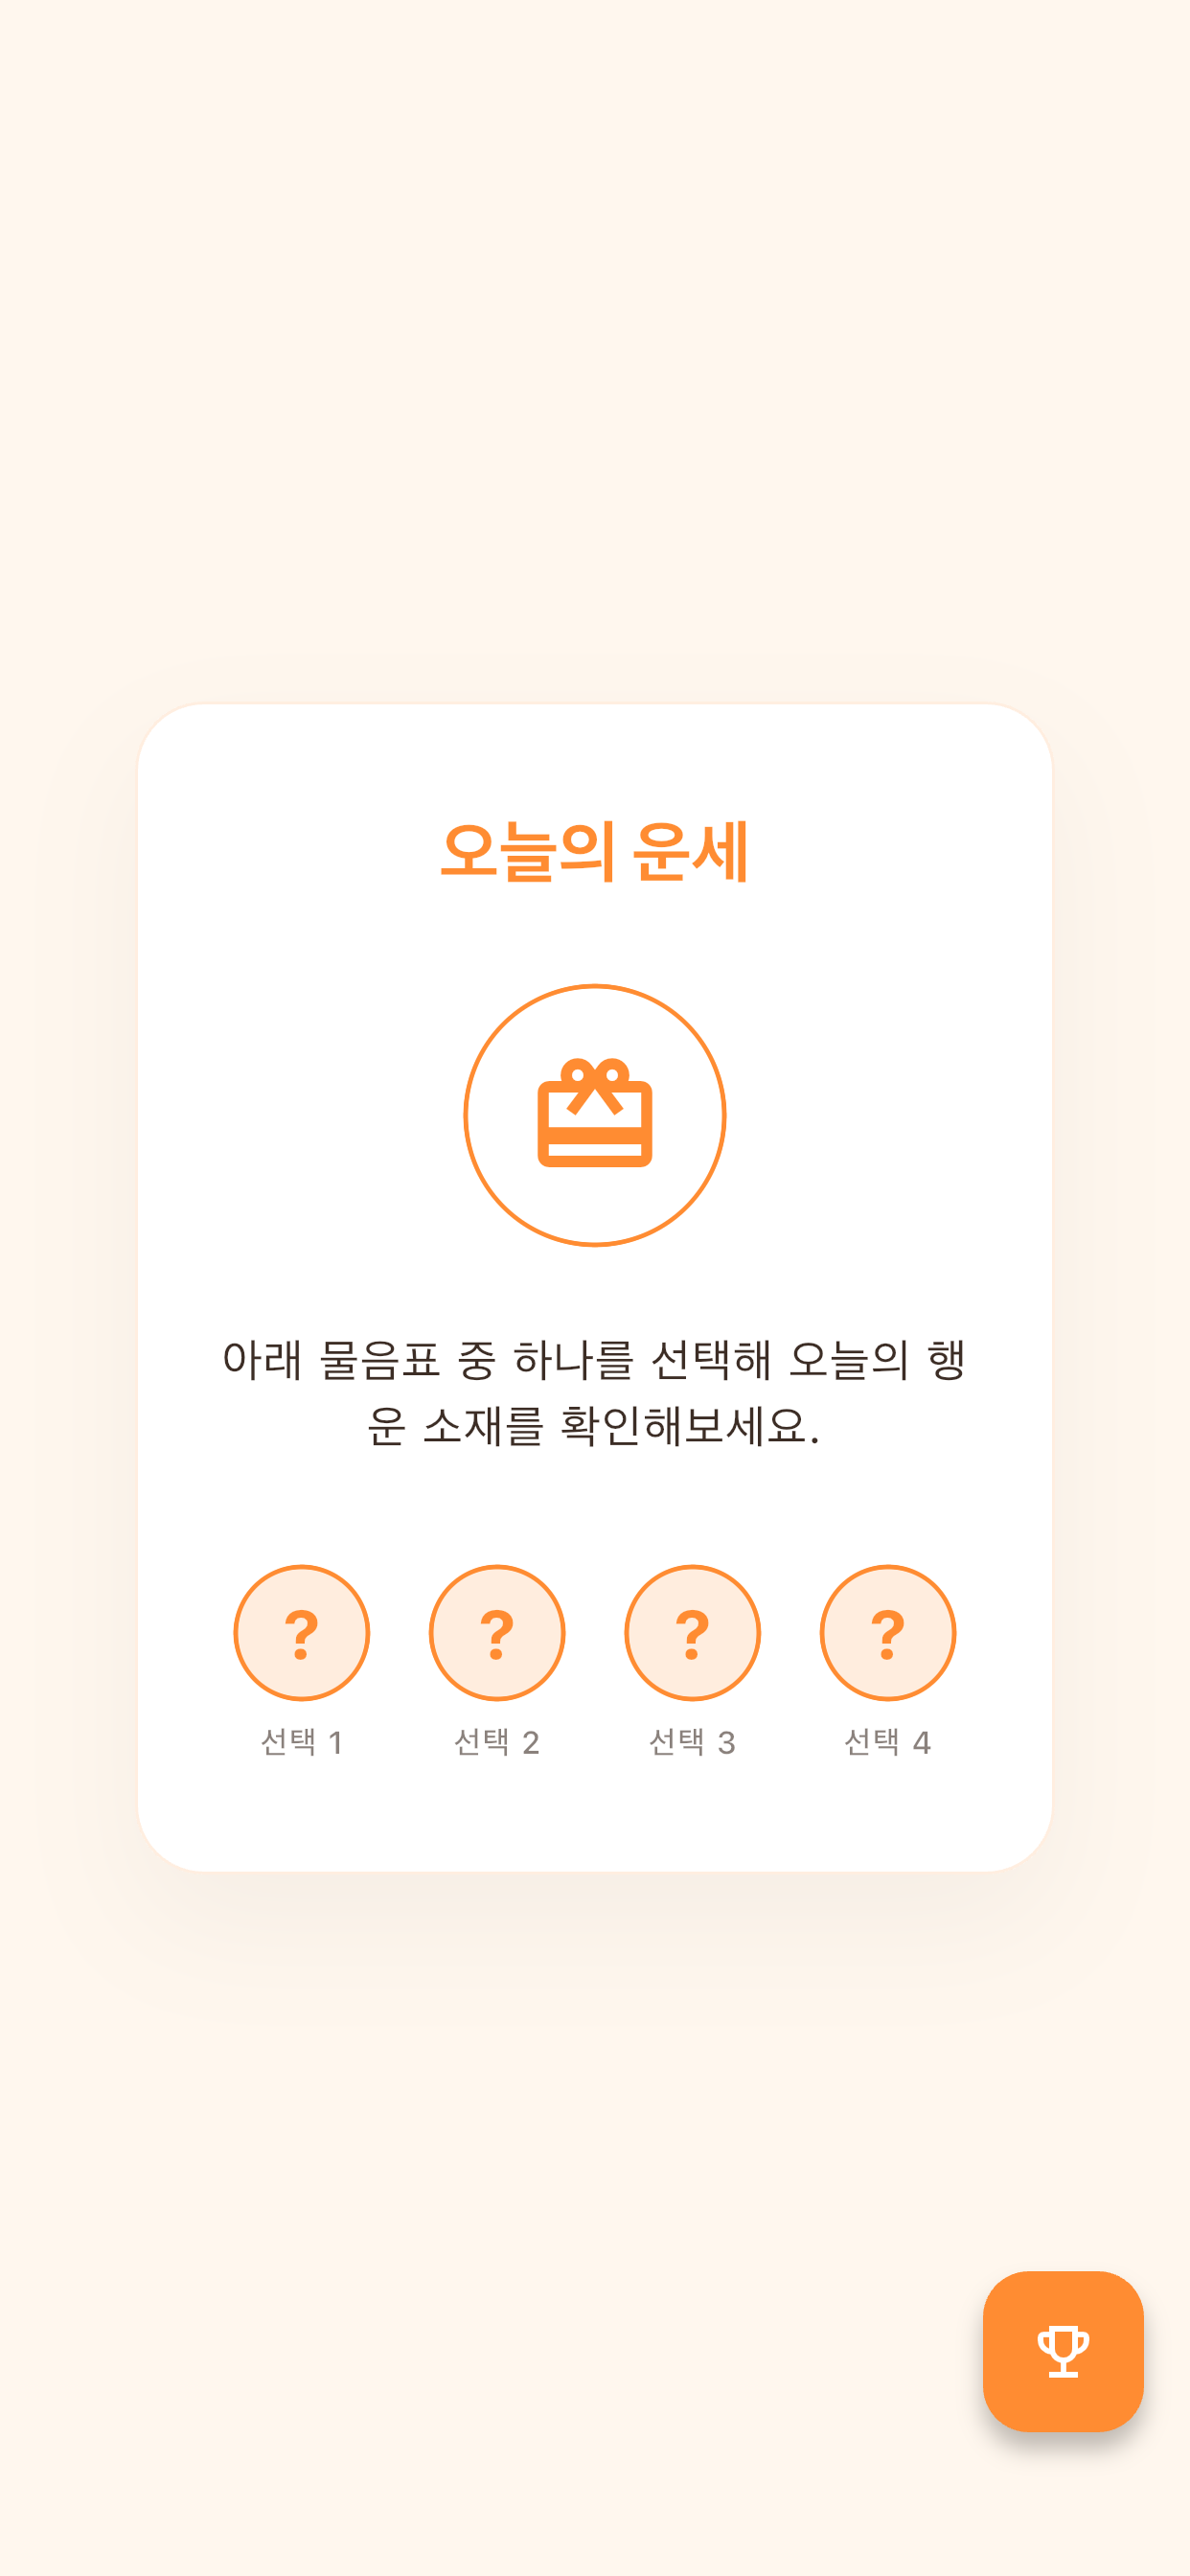 오늘의 운세
아래 물음표 중 하나를 선택해 오늘의 행
운 소재를 확인해보세요.
? ? ? ?
선택 1 선택 2 선택 3 선택 4